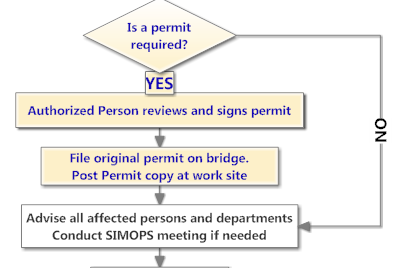 Is a permit
required?
YES
Authorized Person reviews and signs permit
NO
File original permit on bridge.
Post Permit copy at work site
Advise all affected persons and departments
Conduct SIMOPS meeting if needed